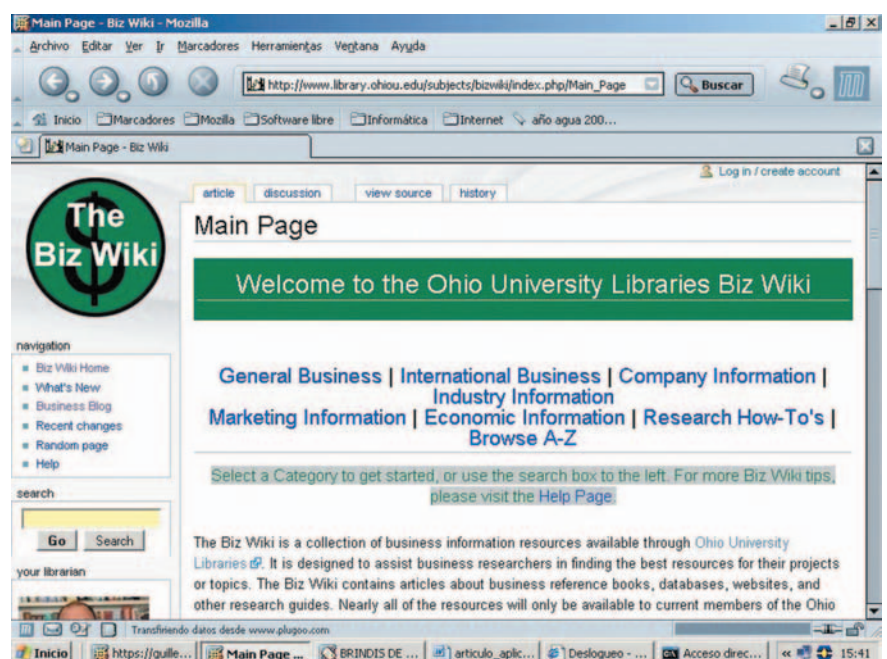 Main Page - Biz Wiki - Mozilla
Archivo Editar Ver Ir Marcadores Herramientas Ventana Ayuda
http://www.library.ohiou.edu/subjects/bizwiki/index.php/Main_Page Buscar
Inicio Marcadores Mozilla Software libre Informática Internet año agua 200...
Main Page - Biz Wiki
Log in / create account
article discussion view source history
The
Biz Wiki
Main Page
Welcome to the Ohio University Libraries Biz Wiki
navigation
Biz Wiki Home
What's New
Business Blog
Recent changes
Random page
Help
General Business | International Business | Company Information |
Industry Information
Marketing Information | Economic Information | Research How-To's |
Browse A-Z
Select a Category to get started, or use the search box to the left. For more Biz Wiki tips,
please visit the Help Page.
search
Go Search
your librarian
The Biz Wiki is a collection of business information resources available through Ohio University
Libraries. It is designed to assist business researchers in finding the best resources for their projects
or topics. The Biz Wiki contains articles about business reference books, databases, websites, and
other research guides. Nearly all of the resources will only be available to current members of the Ohio
Transfiriendo datos desde www.plugoo.com
Inicio https://guille... Main Page ... BRINDIS DE ... articulo_aplic... Deslogueo - ... Acceso direc... « 15:41